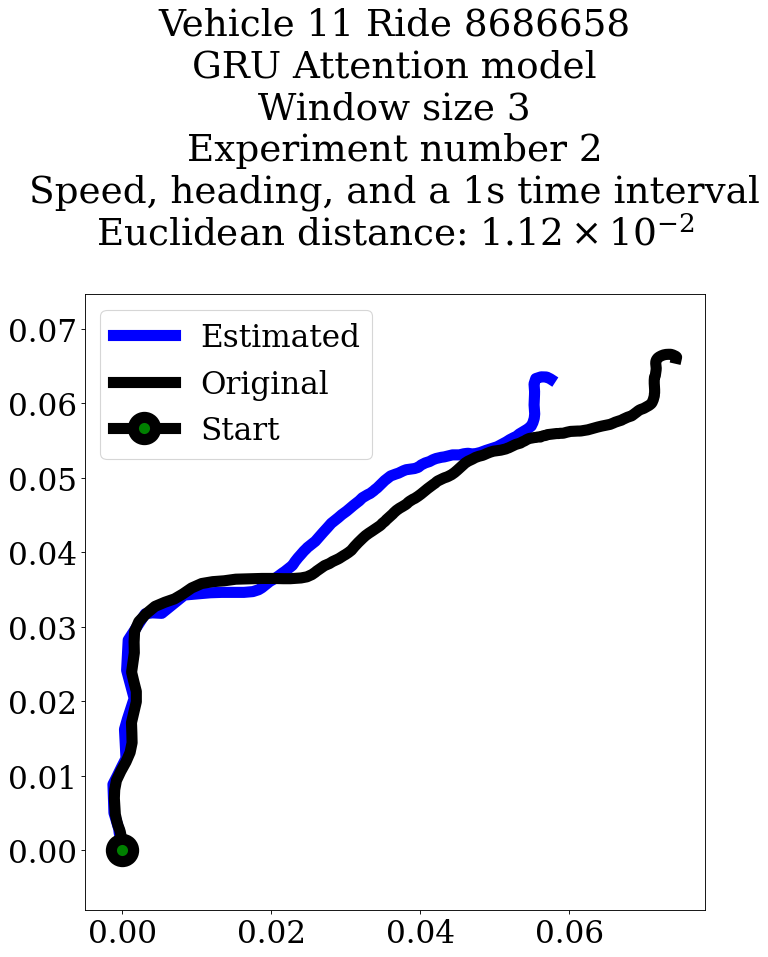 Vehicle 11 Ride 8686658
GRU Attention model
Window size 3
Experiment number 2
Speed, heading, and a 1s time interval
Euclidean distance: 1.12 × 10⁻²
Estimated
Original
Start
0.07
0.06
0.05
0.04
0.03
0.02
0.01
0.00
0.00 0.02 0.04 0.06